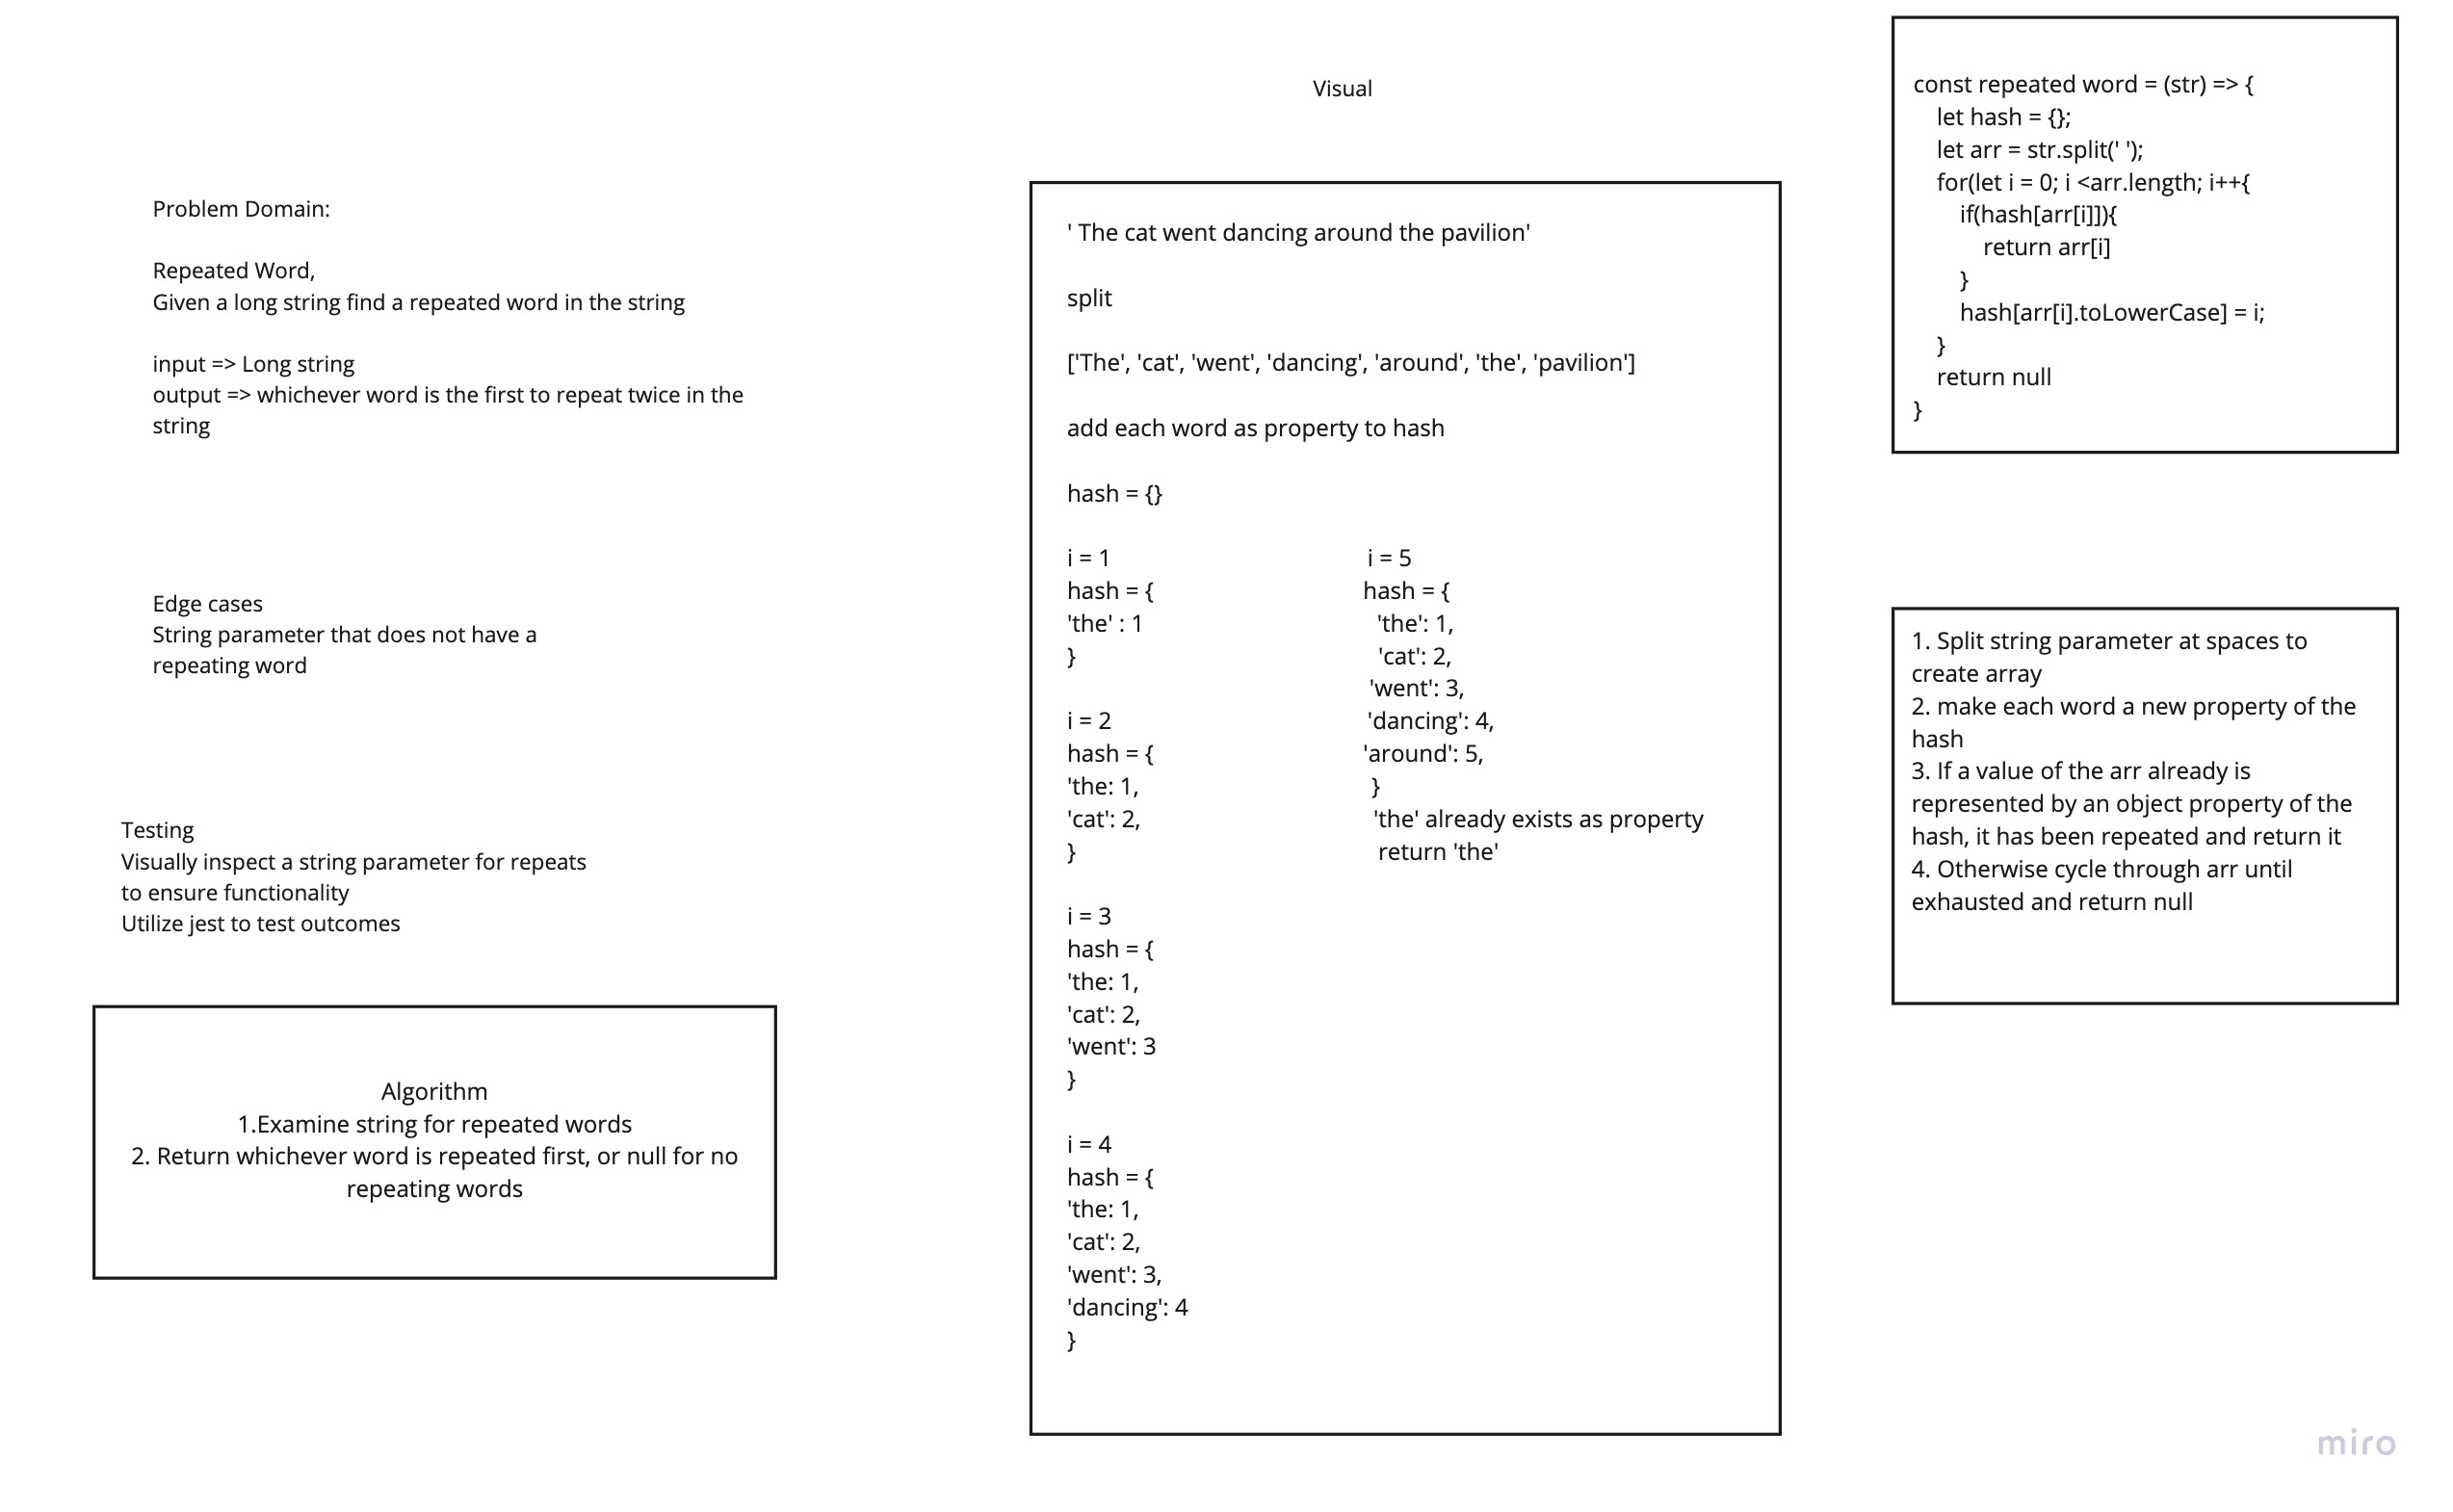 Problem Domain:
Repeated Word,
Given a long string find a repeated word in the string
input => Long string
output => whichever word is the first to repeat twice in the
string
Edge cases
String parameter that does not have a
repeating word
Testing
Visually inspect a string parameter for repeats
to ensure functionality
Utilize jest to test outcomes
Algorithm
1.Examine string for repeated words
2. Return whichever word is repeated first, or null for no
repeating words
Visual
' The cat went dancing around the pavilion'
split
['The', 'cat', 'went', 'dancing', 'around', 'the', 'pavilion']
add each word as property to hash
hash = {}
i = 1
hash = {
'the' : 1
}
i = 2
hash = {
'the: 1,
'cat': 2,
}
i = 3
hash = {
'the: 1,
'cat': 2,
'went': 3
}
i = 4
hash = {
'the: 1,
'cat': 2,
'went': 3,
'dancing': 4
}
i = 5
hash = {
'the': 1,
'cat': 2,
'went': 3,
'dancing': 4,
'around': 5,
}
'the' already exists as property
return 'the'
const repeated word = (str) => {
let hash = {};
let arr = str.split(' ');
for(let i = 0; i <arr.length; i++{
if(hash[arr[i]]){
return arr[i]
}
hash[arr[i].toLowerCase] = i;
}
return null
}
1. Split string parameter at spaces to
create array
2. make each word a new property of the
hash
3. If a value of the arr already is
represented by an object property of the
hash, it has been repeated and return it
4. Otherwise cycle through arr until
exhausted and return null
miro